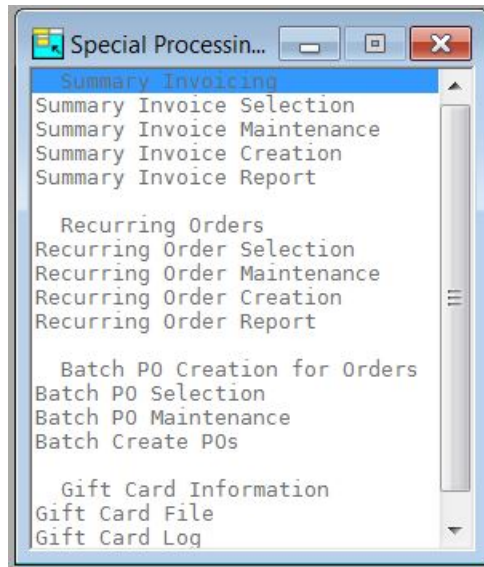 Special Processin...
Summary Invoicing
Summary Invoice Selection
Summary Invoice Maintenance
Summary Invoice Creation
Summary Invoice Report
Recurring Orders
Recurring Order Selection
Recurring Order Maintenance
Recurring Order Creation
Recurring Order Report
Batch PO Creation for Orders
Batch PO Selection
Batch PO Maintenance
Batch Create POs
Gift Card Information
Gift Card File
Gift Card Log